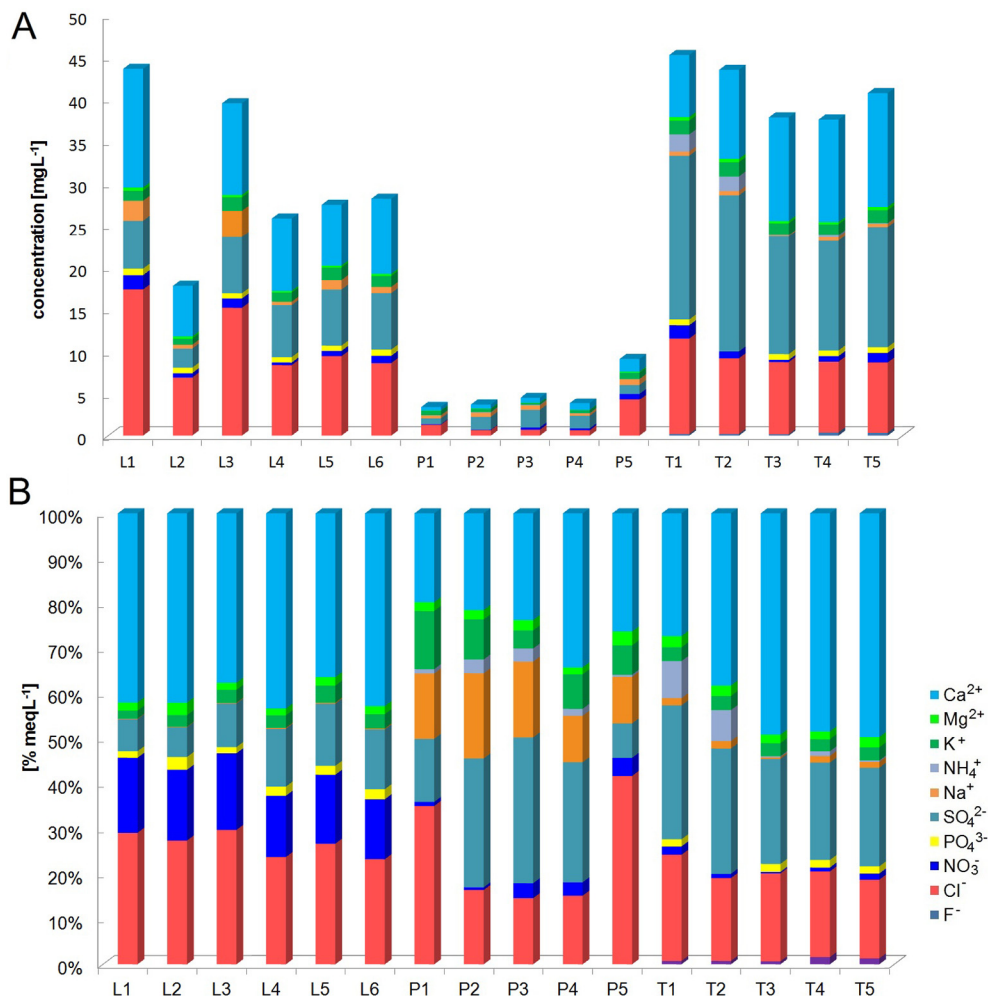 A
concentration [mgL⁻¹]
50
45
40
35
30
25
20
15
10
5
0
L1 L2 L3 L4 L5 L6 P1 P2 P3 P4 P5 T1 T2 T3 T4 T5
B
[% meqL⁻¹]
100%
90%
80%
70%
60%
50%
40%
30%
20%
10%
0%
L1 L2 L3 L4 L5 L6 P1 P2 P3 P4 P5 T1 T2 T3 T4 T5
Ca²⁺
Mg²⁺
K⁺
NH₄⁺
Na⁺
SO₄²⁻
PO₄³⁻
NO₃⁻
Cl⁻
F⁻